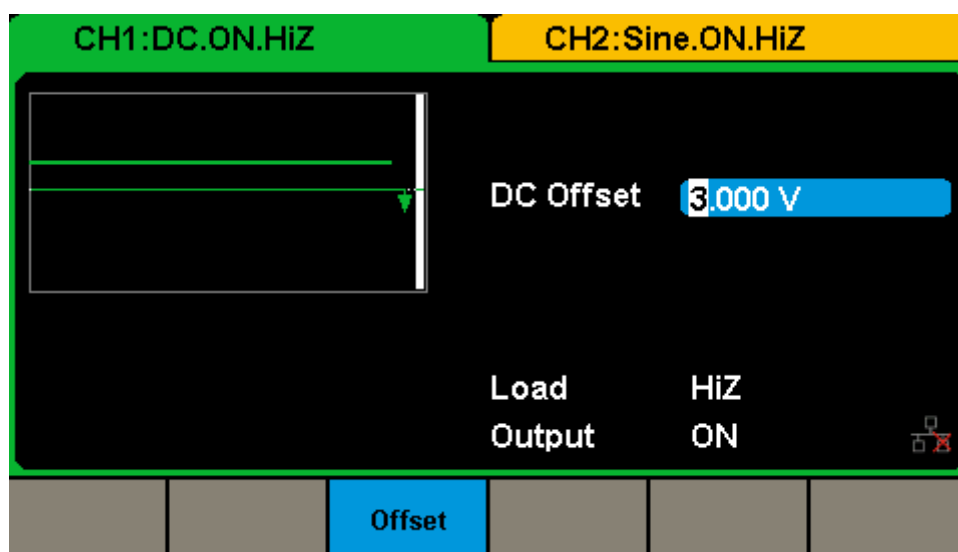 CH1:DC.ON.HiZ
CH2:Sine.ON.HiZ
DC Offset 3.000 V
Load HiZ
Output ON
Offset